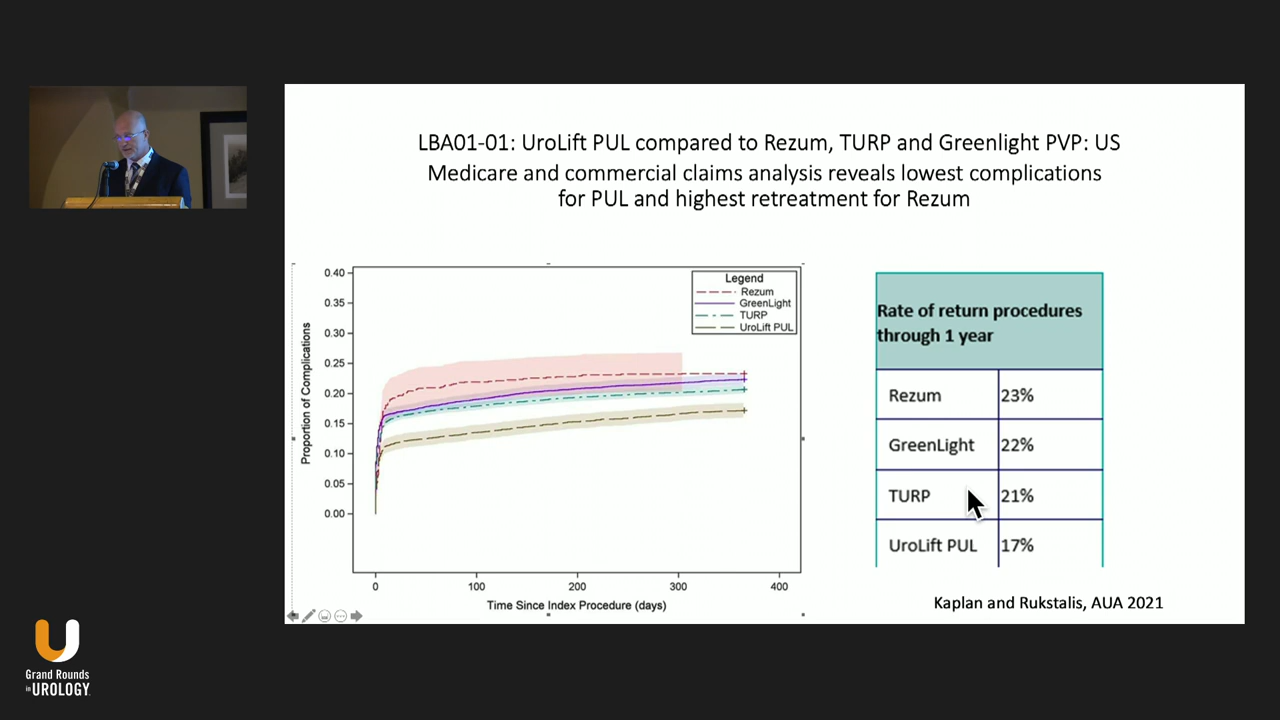 LBA01-01: UroLift PUL compared to Rezum, TURP and Greenlight PVP: US
Medicare and commercial claims analysis reveals lowest complications
for PUL and highest retreatment for Rezum
Proportion of Complications
0.40
0.35
0.30
0.25
0.20
0.15
0.10
0.05
0.00
Legend
Rezum
GreenLight
TURP
UroLift PUL
0
100
200
300
400
Time Since Index Procedure (days)
Rate of return procedures
through 1 year
Rezum 23%
GreenLight 22%
TURP 21%
UroLift PUL 17%
Kaplan and Rukstalis, AUA 2021
Grand Rounds
in UROLOGY